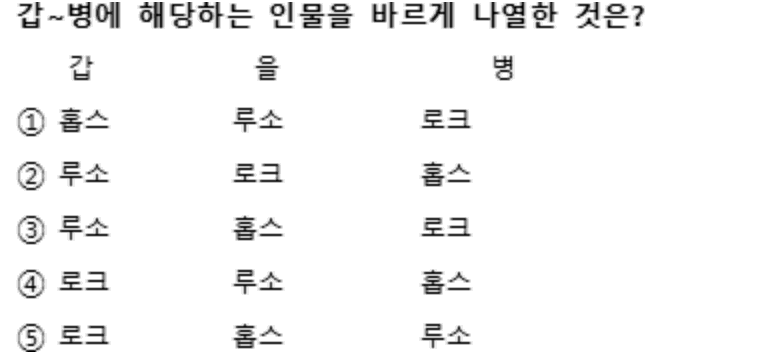 갑~병에 해당하는 인물을 바르게 나열한 것은?
갑 을 병
① 홉스 루소 로크
② 루소 로크 홉스
③ 루소 홉스 로크
④ 로크 루소 홉스
⑤ 로크 홉스 루소